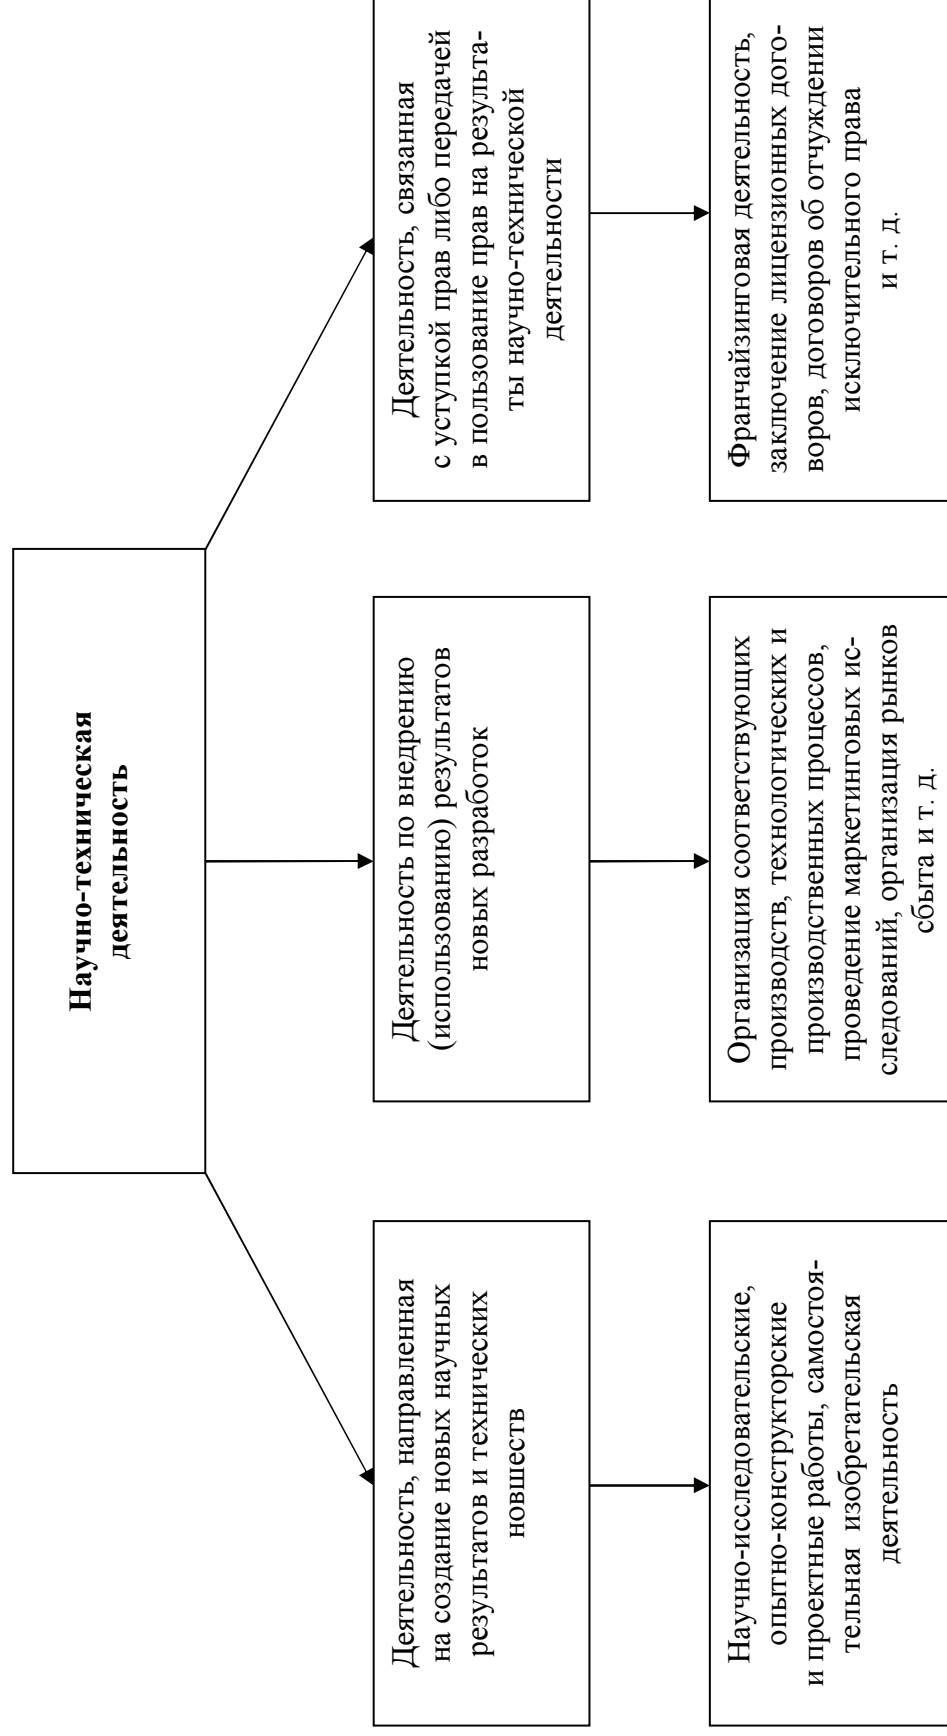 Научно-техническая
деятельность
Деятельность, направленная
на создание новых научных
результатов и технических
новшеств
Деятельность по внедрению
(использованию) результатов
новых разработок
Деятельность, связанная
с уступкой прав либо передачей
в пользование прав на результа-
ты научно-технической
деятельности
Научно-исследовательские,
опытно-конструкторские
и проектные работы, самостоя-
тельная изобретательская
деятельность
Организация соответствующих
производств, технологических и
производственных процессов,
проведение маркетинговых ис-
следований, организация рынков
сбыта и т. д.
Франчайзинговая деятельность,
заключение лицензионных дого-
воров, договоров об отчуждении
исключительного права
и т. д.